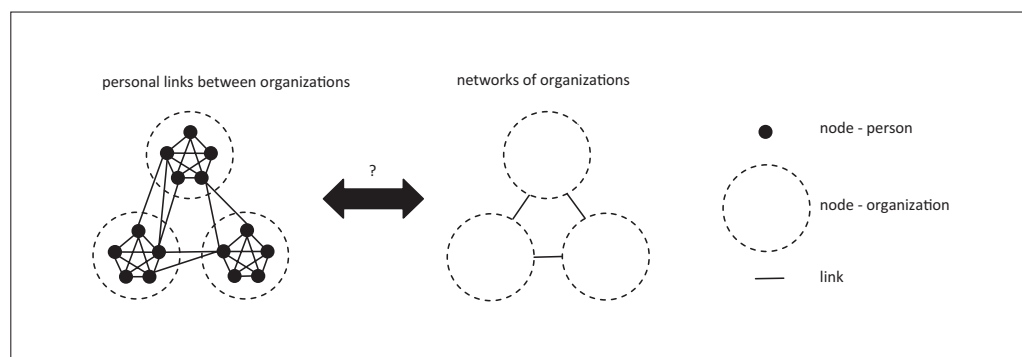 personal links between organizations
networks of organizations
?
node - person
node - organization
link